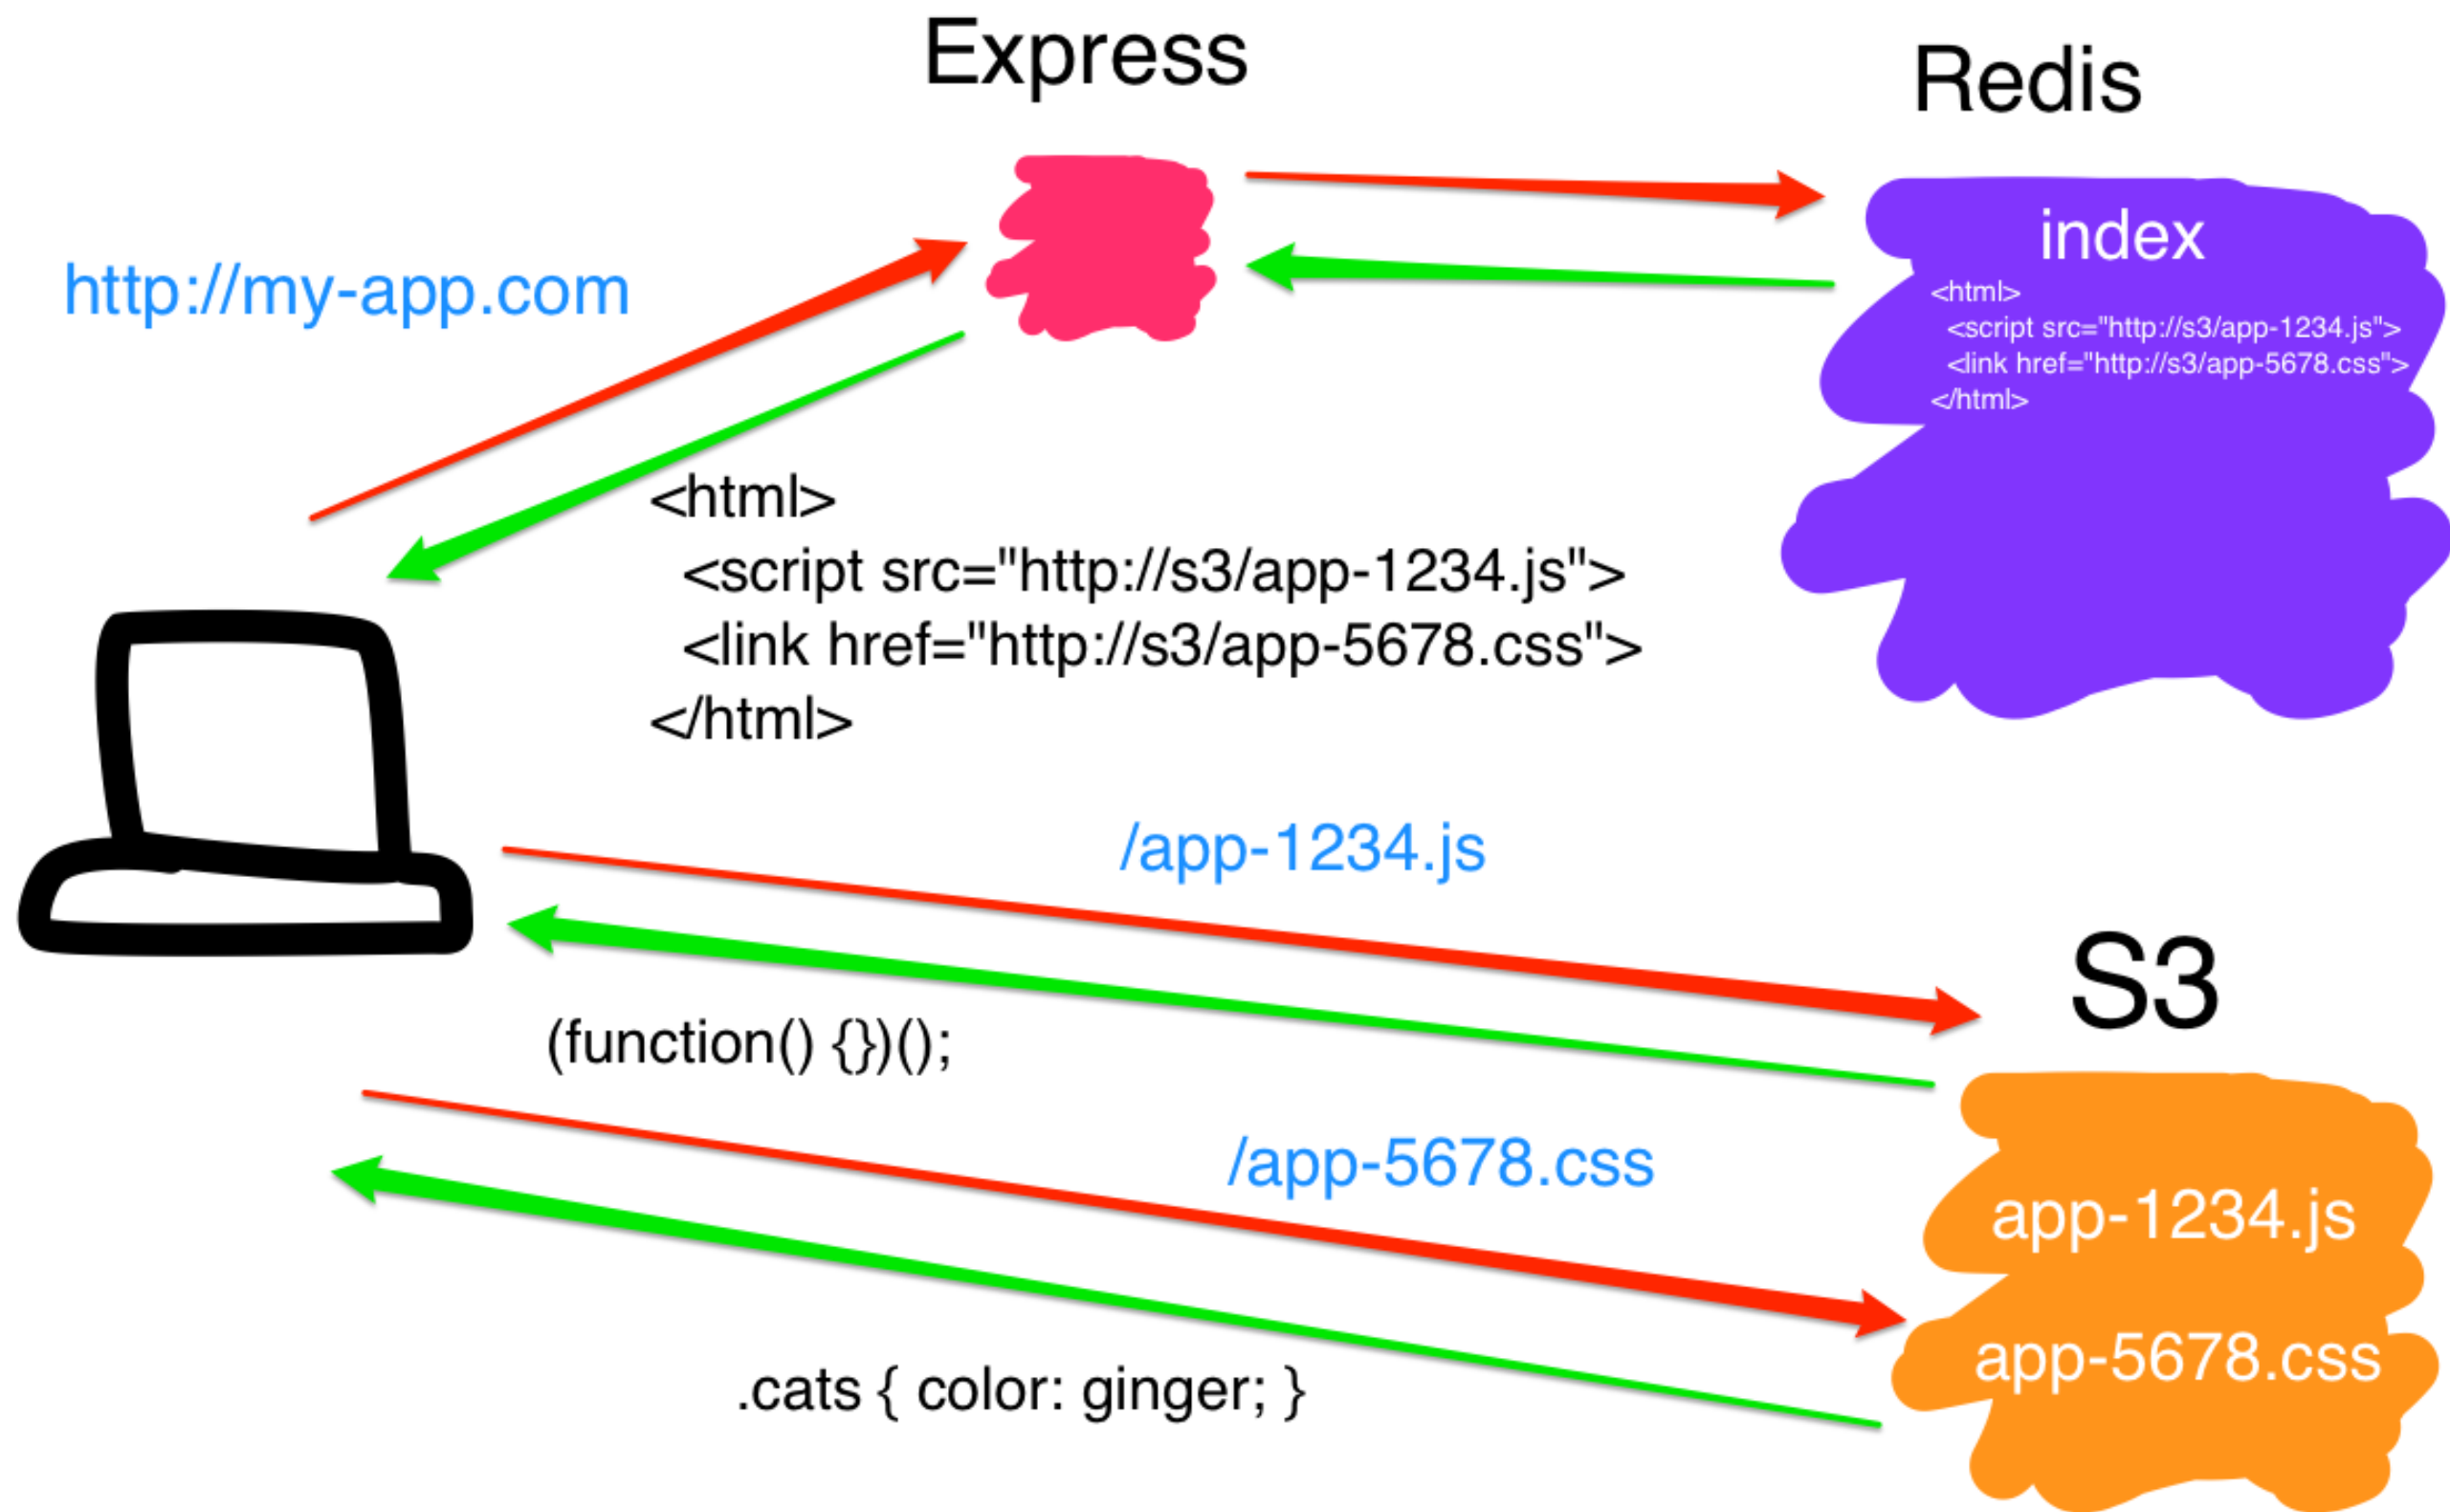 Express
Redis
http://my-app.com
index
<html>
<script src="http://s3/app-1234.js">
<link href="http://s3/app-5678.css">
</html>
<html>
<script src="http://s3/app-1234.js">
<link href="http://s3/app-5678.css">
</html>
/app-1234.js
S3
(function() {})();
/app-5678.css
app-1234.js
app-5678.css
.cats { color: ginger; }